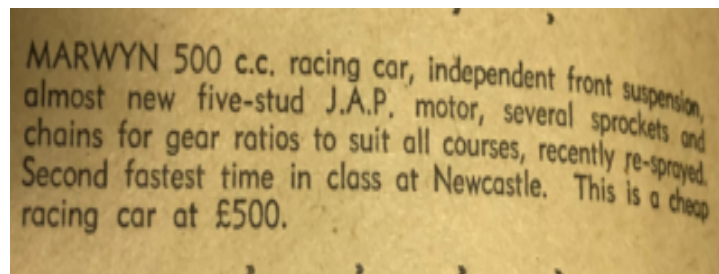 MARWYN 500 c.c. racing car, independent front suspension,
almost new five-stud J.A.P. motor, several sprockets and
chains for gear ratios to suit all courses, recently re-sprayed.
Second fastest time in class at Newcastle. This is a cheap
racing car at £500.